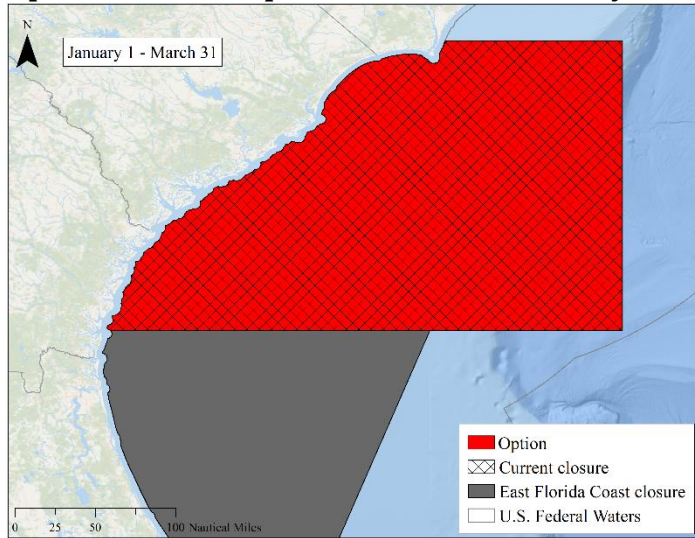 N
January 1 - March 31
Option
Current closure
East Florida Coast closure
U.S. Federal Waters
0 25 50 100 Nautical Miles